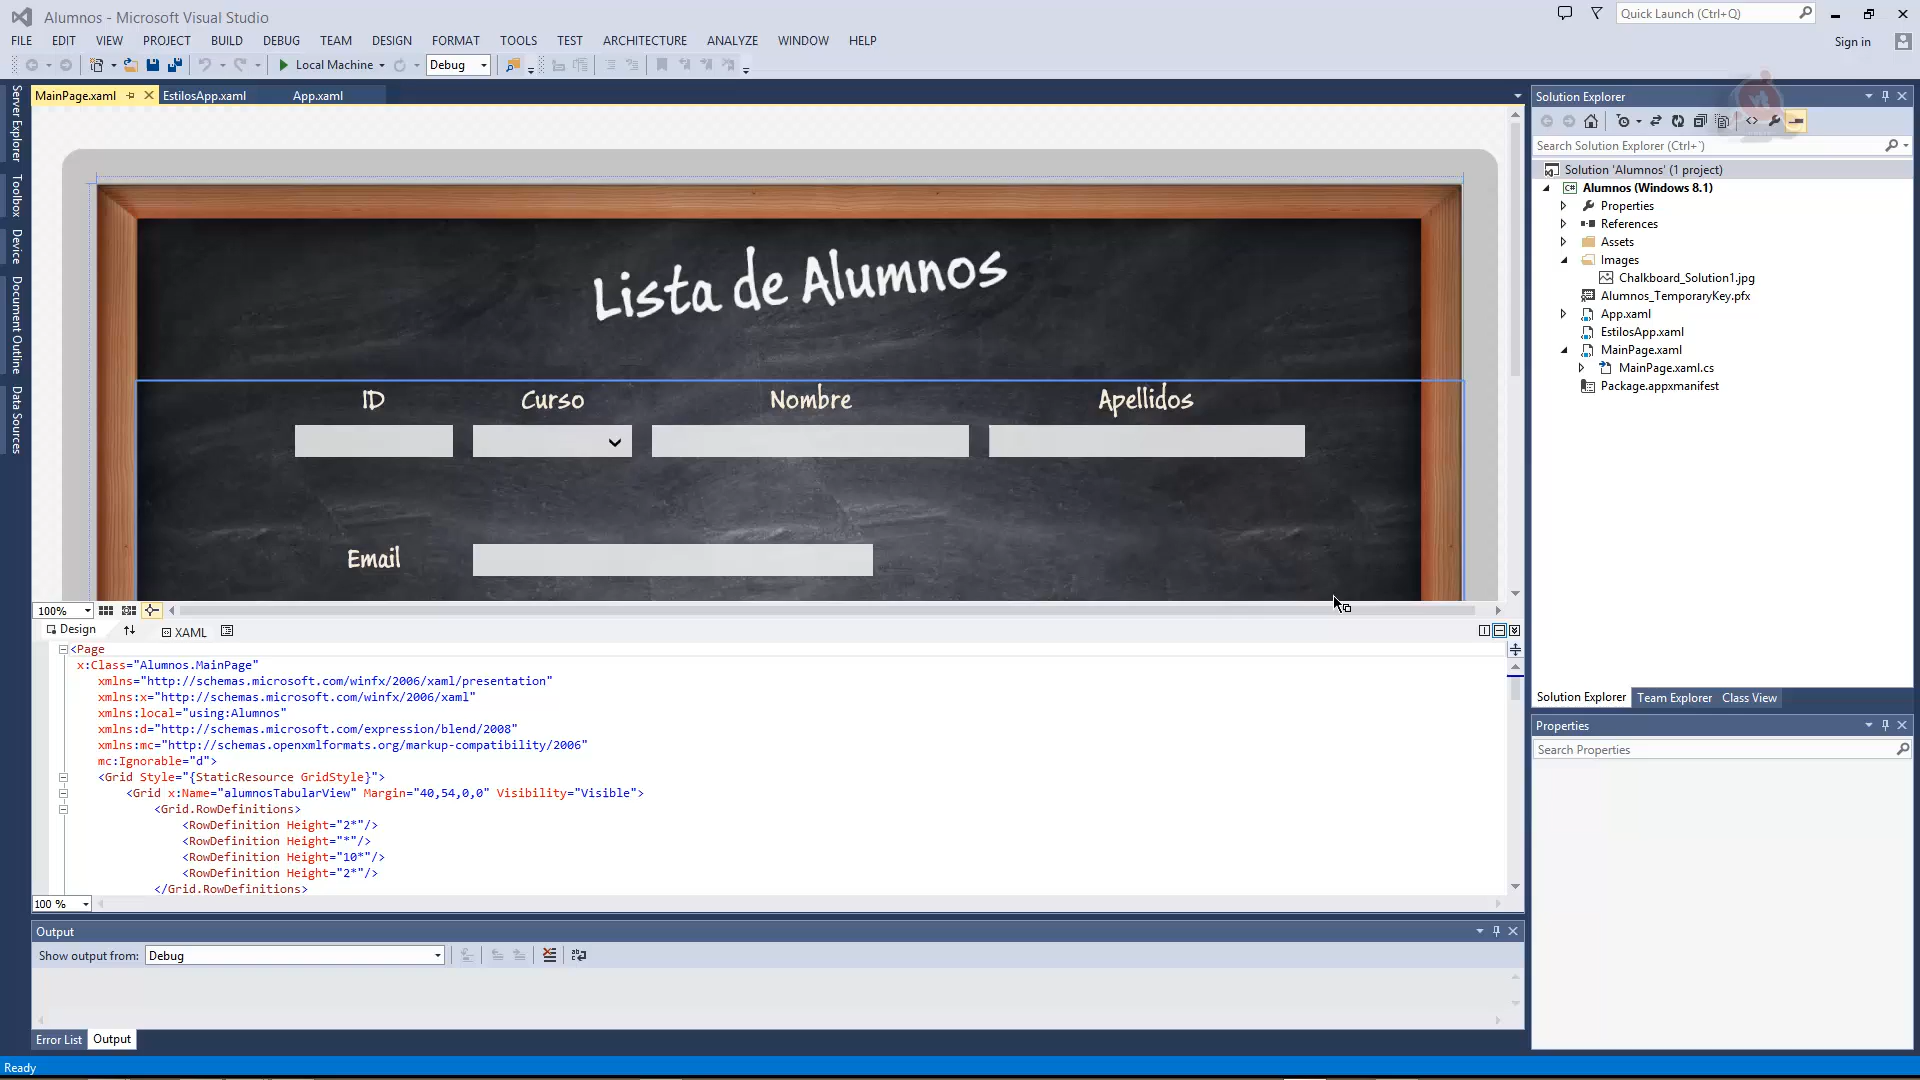 Alumnos - Microsoft Visual Studio
Quick Launch (Ctrl+Q)
FILE EDIT VIEW PROJECT BUILD DEBUG TEAM DESIGN FORMAT TOOLS TEST ARCHITECTURE ANALYZE WINDOW HELP
Sign in
Local Machine Debug
MainPage.xaml EstilosApp.xaml App.xaml
Server Explorer
Toolbox
Device
Document Outline
Data Sources
Lista de Alumnos
ID Curso Nombre Apellidos
Email
100%
Design XAML
<Page
x:Class="Alumnos.MainPage"
xmlns="http://schemas.microsoft.com/winfx/2006/xaml/presentation"
xmlns:x="http://schemas.microsoft.com/winfx/2006/xaml"
xmlns:local="using:Alumnos"
xmlns:d="http://schemas.microsoft.com/expression/blend/2008"
xmlns:mc="http://schemas.openxmlformats.org/markup-compatibility/2006"
mc:Ignorable="d">
<Grid Style="{StaticResource GridStyle}">
<Grid x:Name="alumnosTabularView" Margin="40,54,0,0" Visibility="Visible">
<Grid.RowDefinitions>
<RowDefinition Height="2*"/>
<RowDefinition Height="*"/>
<RowDefinition Height="10*"/>
<RowDefinition Height="2*"/>
</Grid.RowDefinitions>
100 %
Output
Show output from: Debug
Error List Output
Ready
Solution Explorer
Search Solution Explorer (Ctrl+`)
Solution 'Alumnos' (1 project)
Alumnos (Windows 8.1)
Properties
References
Assets
Images
Chalkboard_Solution1.jpg
Alumnos_TemporaryKey.pfx
App.xaml
EstilosApp.xaml
MainPage.xaml
MainPage.xaml.cs
Package.appxmanifest
Solution Explorer Team Explorer Class View
Properties
Search Properties